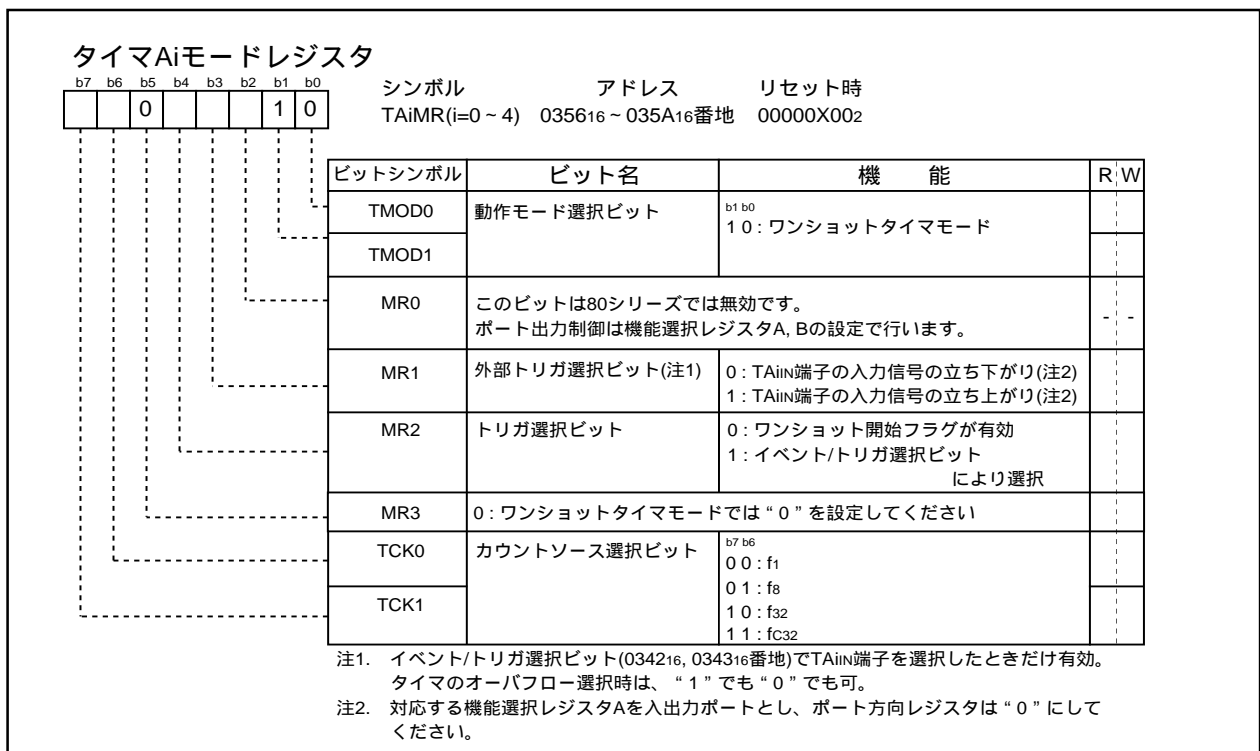 タイマAiモードレジスタ
b7 b6 b5 b4 b3 b2 b1 b0
0 1 0
シンボル アドレス リセット時
TAiMR(i=0 ~ 4) 035616 ~ 035A16番地 00000X002
ビットシンボル ビット名 機 能 R W
TMOD0 動作モード選択ビット b1 b0
1 0 : ワンショットタイマモード
TMOD1
MR0 このビットは80シリーズでは無効です。
ポート出力制御は機能選択レジスタA, Bの設定で行います。
- -
MR1 外部トリガ選択ビット(注1) 0 : TAiIN端子の入力信号の立ち下がり(注2)
1 : TAiIN端子の入力信号の立ち上がり(注2)
MR2 トリガ選択ビット 0 : ワンショット開始フラグが有効
1 : イベント/トリガ選択ビット
により選択
MR3 0 : ワンショットタイマモードでは “ 0 ” を設定してください
TCK0 カウントソース選択ビット b7 b6
0 0 : f1
0 1 : f8
TCK1 1 0 : f32
1 1 : fC32
注1. イベント/トリガ選択ビット(034216, 034316番地)でTAiIN端子を選択したときだけ有効。
タイマのオーバフロー選択時は、 “ 1 ” でも “ 0 ” でも可。
注2. 対応する機能選択レジスタAを入出力ポートとし、ポート方向レジスタは “ 0 ” にして
ください。